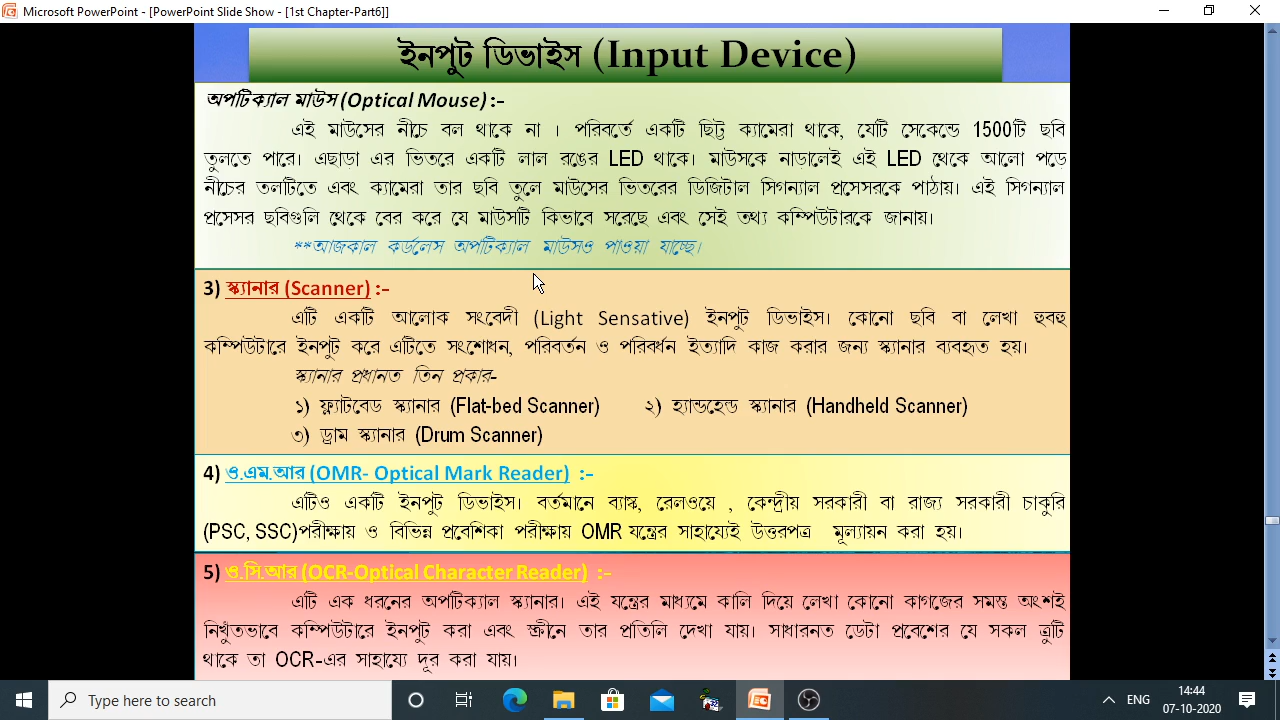 Microsoft PowerPoint - [PowerPoint Slide Show - [1st Chapter-Part6]]
ইনপুট ডিভাইস (Input Device)
অপটিক্যাল মাউস (Optical Mouse) :-
এই মাউসের নীচে বল থাকে না । পরিবর্তে একটি ছিট্ট ক্যামেরা থাকে, যেটি সেকেন্ডে 1500টি ছবি
তুলতে পারে। এছাড়া এর ভিতরে একটি লাল রঙের LED থাকে। মাউসকে নাড়ালেই এই LED থেকে আলো পড়ে
নীচের তলটিতে এবং ক্যামেরা তার ছবি তুলে মাউসের ভিতরের ডিজিটাল সিগন্যাল প্রসেসরকে পাঠায়। এই সিগন্যাল
প্রসেসর ছবিগুলি থেকে বের করে যে মাউসটি কিভাবে সরেছে এবং সেই তথ্য কম্পিউটারকে জানায়।
**আজকাল কর্ডলেস অপটিক্যাল মাউসও পাওয়া যাচ্ছে।
3) স্ক্যানার (Scanner) :-
এটি একটি আলোক সংবেদী (Light Sensative) ইনপুট ডিভাইস। কোনো ছবি বা লেখা হুবহু
কম্পিউটারে ইনপুট করে এটিতে সংশোধন, পরিবর্তন ও পরিবর্ধন ইত্যাদি কাজ করার জন্য স্ক্যানার ব্যবহৃত হয়।
স্ক্যানার প্রধানত তিন প্রকার-
১) ফ্ল্যাটবেড স্ক্যানার (Flat-bed Scanner) ২) হ্যান্ডহেল্ড স্ক্যানার (Handheld Scanner)
৩) ড্রাম স্ক্যানার (Drum Scanner)
4) ও.এম.আর (OMR- Optical Mark Reader) :-
এটিও একটি ইনপুট ডিভাইস। বর্তমানে ব্যাঙ্ক, রেলওয়ে , কেন্দ্রীয় সরকারী বা রাজ্য সরকারী চাকুরি
(PSC, SSC)পরীক্ষায় ও বিভিন্ন প্রবেশিকা পরীক্ষায় OMR যন্ত্রের সাহায্যেই উত্তরপত্র মূল্যায়ন করা হয়।
5) ও.সি.আর (OCR-Optical Character Reader) :-
এটি এক ধরনের অপটিক্যাল স্ক্যানার। এই যন্ত্রের মাধ্যমে কালি দিয়ে লেখা কোনো কাগজের সমস্ত অংশই
নিখুঁতভাবে কম্পিউটারে ইনপুট করা এবং স্ক্রীনে তার প্রতিলি দেখা যায়। সাধারনত ডেটা প্রবেশের যে সকল ত্রুটি
থাকে তা OCR-এর সাহায্যে দূর করা যায়।
Type here to search
ENG
14:44
07-10-2020